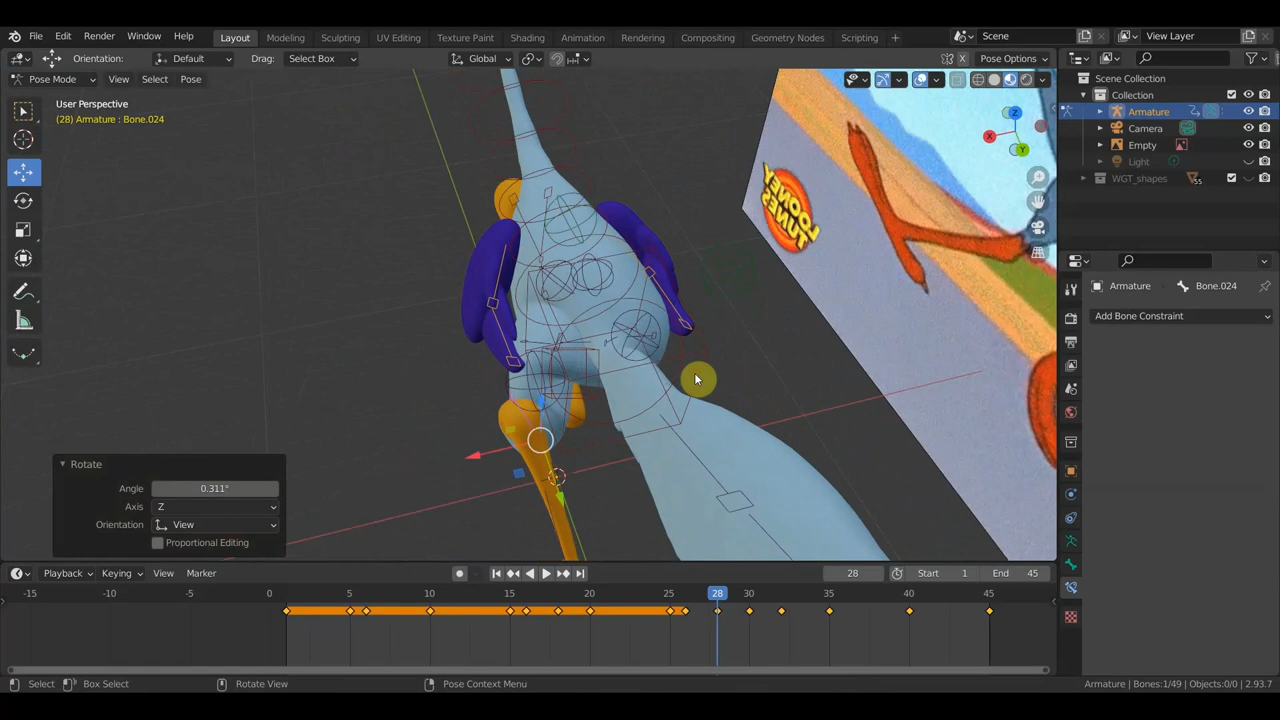 File Edit Render Window Help Layout Modeling Sculpting UV Editing Texture Paint Shading Animation Rendering Compositing Geometry Nodes Scripting + Scene View Layer
Orientation: Default Drag: Select Box Global X Pose Options
Pose Mode View Select Pose
User Perspective
(28) Armature : Bone.024
Scene Collection
Collection
Armature
Camera
Empty
Light
WGT_shapes 55
Z
X
Y
LOONEY
TUNES
Armature > Bone.024
Add Bone Constraint
Rotate
Angle 0.311°
Axis Z
Orientation View
Proportional Editing
Playback Keying View Marker 28 Start 1 End 45
-15 -10 -5 0 5 10 15 20 25 28 30 35 40 45
Select Box Select Rotate View Pose Context Menu Armature | Bones:1/49 | Objects:0/0 | 2.93.7